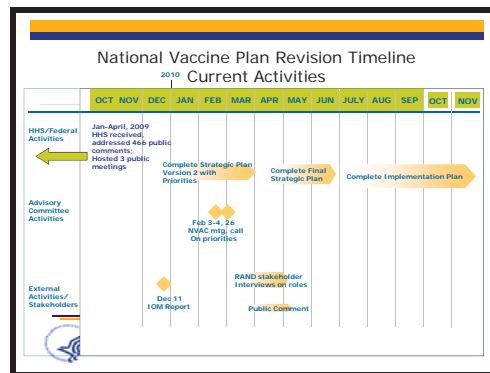 National Vaccine Plan Revision Timeline
2010 Current Activities
OCT NOV DEC JAN FEB MAR APR MAY JUN JULY AUG SEP OCT NOV
HHS/Federal
Activities
Jan-April, 2009
HHS received,
addressed 466 public
comments;
Hosted 3 public
meetings
Complete Strategic Plan
Version 2 with
Priorities
Complete Final
Strategic Plan
Complete Implementation Plan
Advisory
Committee
Activities
Feb 3-4, 26
NVAC mtg, call
On priorities
External
Activities/
Stakeholders
Dec 11
IOM Report
RAND stakeholder
Interviews on roles
Public Comment